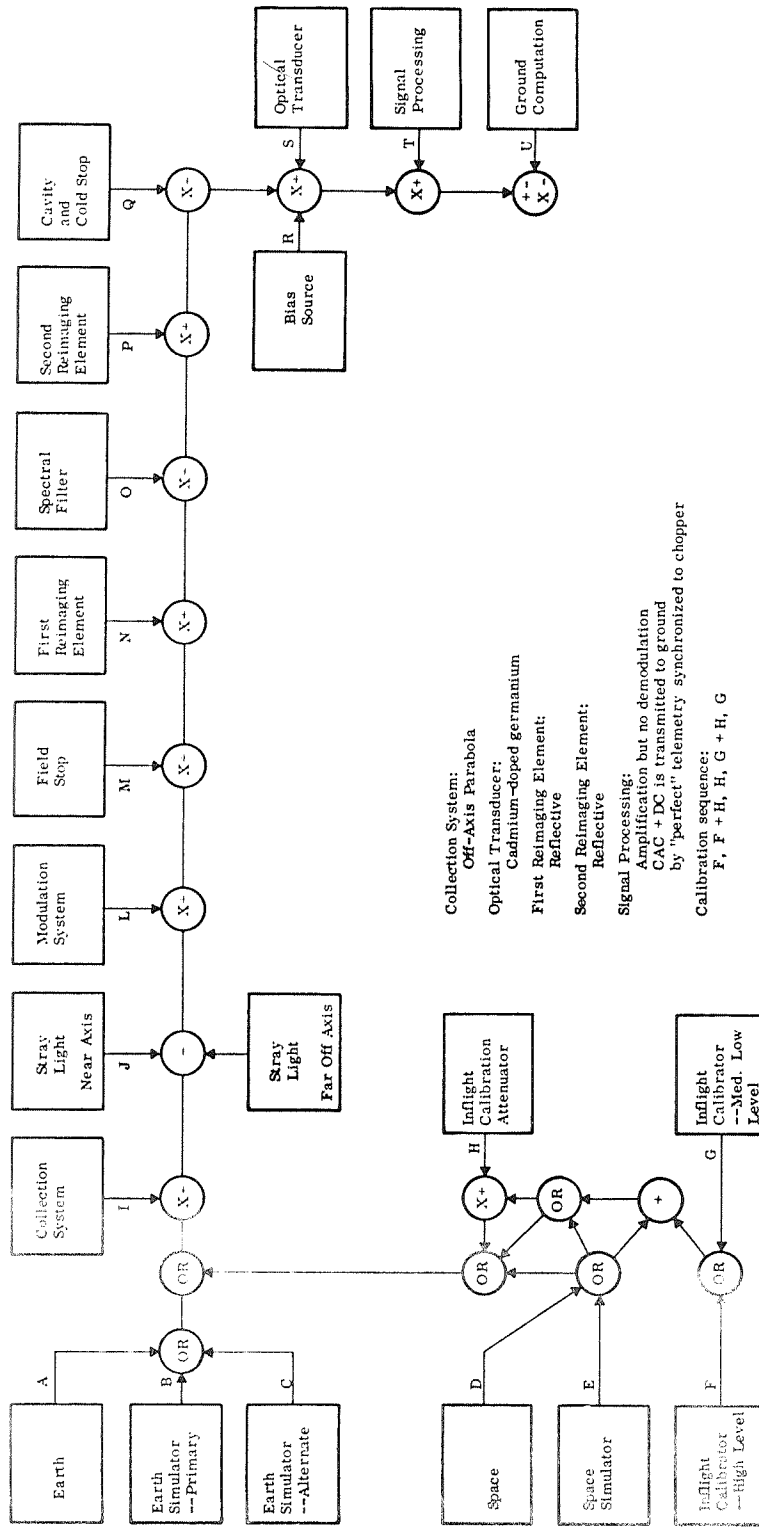 Earth
A
Earth
Simulator
--Primary
B
Earth
Simulator
--Alternate
C
OR
OR
Collection
System
I
X+
Stray
Light
Near Axis
J
-
Stray
Light
Far Off Axis
Modulation
System
L
X+
Field
Stop
M
X-
First
Reimaging
Element
N
X+
Spectral
Filter
O
X-
Second
Reimaging
Element
P
X+
Cavity
and
Cold Stop
Q
X-
Bias
Source
R
X+
S
Optical
Transducer
X+
T
Signal
Processing
+-
X-
U
Ground
Computation
Space
D
Space
Simulator
E
Inflight
Calibrator
--High Level
F
OR
OR
X+
H
Inflight
Calibration
Attenuator
OR
+
OR
G
Inflight
Calibrator
--Med. Low
Level
Collection System:
Off-Axis Parabola
Optical Transducer:
Cadmium-doped germanium
First Reimaging Element:
Reflective
Second Reimaging Element:
Reflective
Signal Processing:
Amplification but no demodulation
CAC + DC is transmitted to ground
by "perfect" telemetry synchronized to chopper
Calibration sequence:
F, F + H, H, G + H, G